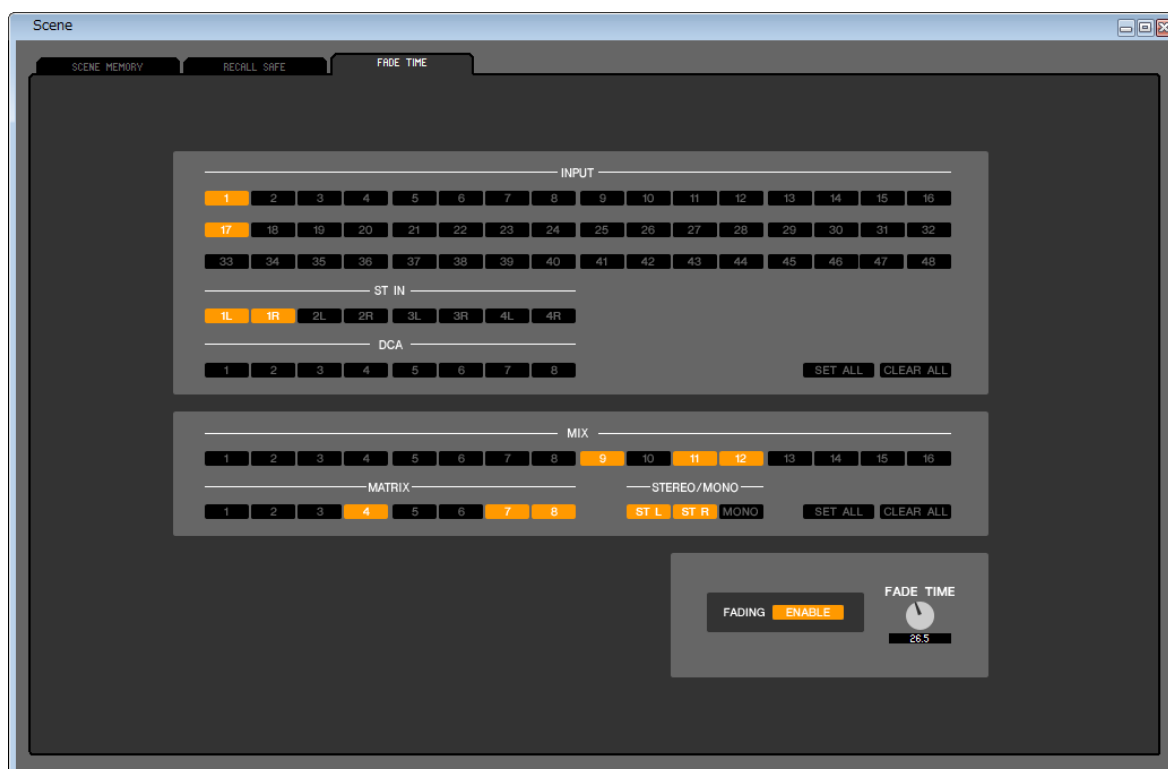 Scene
SCENE MEMORY RECALL SAFE FADE TIME
INPUT
1 2 3 4 5 6 7 8 9 10 11 12 13 14 15 16
17 18 19 20 21 22 23 24 25 26 27 28 29 30 31 32
33 34 35 36 37 38 39 40 41 42 43 44 45 46 47 48
ST IN
1L 1R 2L 2R 3L 3R 4L 4R
DCA
1 2 3 4 5 6 7 8 SET ALL CLEAR ALL
MIX
1 2 3 4 5 6 7 8 9 10 11 12 13 14 15 16
MATRIX STEREO/MONO
1 2 3 4 5 6 7 8 ST L ST R MONO SET ALL CLEAR ALL
FADE TIME
FADING ENABLE
26.5